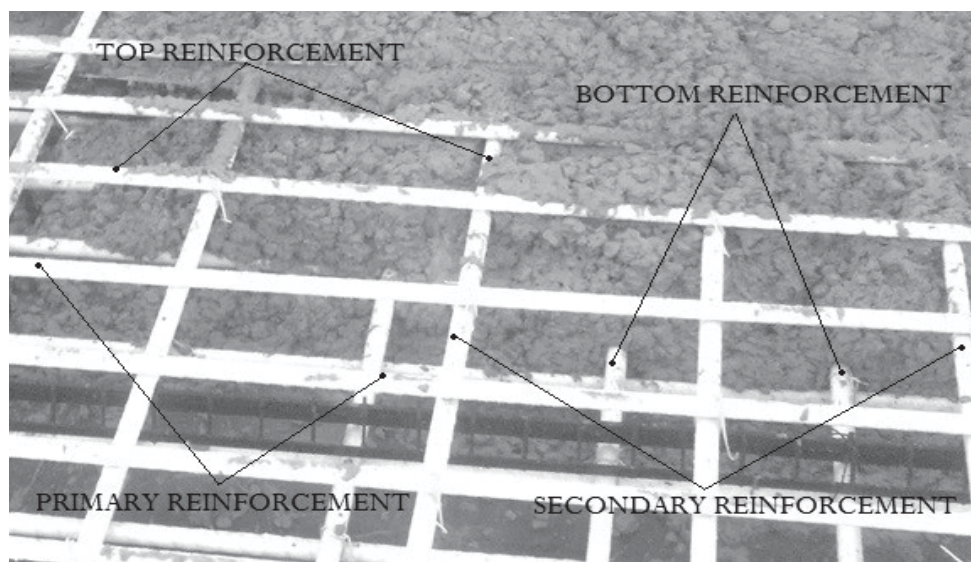 TOP REINFORCEMENT
BOTTOM REINFORCEMENT
PRIMARY REINFORCEMENT
SECONDARY REINFORCEMENT